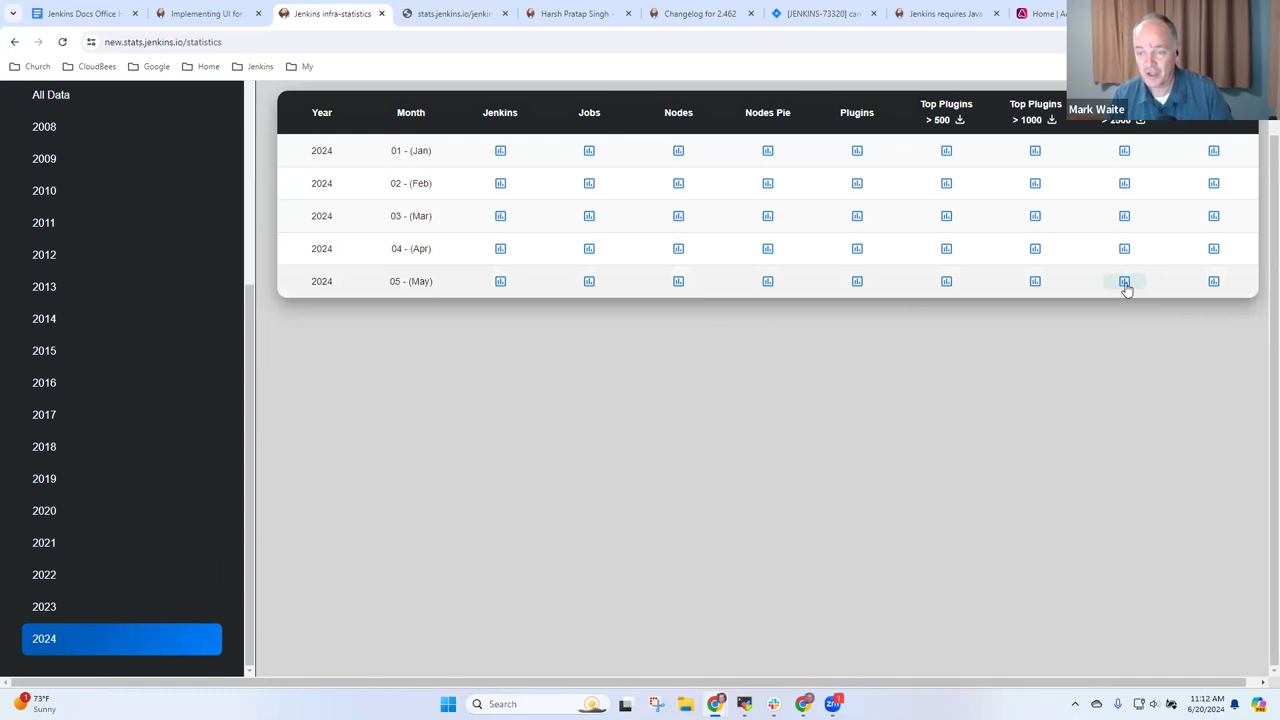 Jenkins Docs Office H
Implementing UI for
Jenkins infra-statistics
stats.jenkins.io/jenkin
Harsh Pratap Singh -
Changelog for 2.46
[JENKINS-73320] can
Jenkins requires Java
Home | A
new.stats.jenkins.io/statistics
Church
CloudBees
Google
Home
Jenkins
My
Mark Waite
All Data
2008
2009
2010
2011
2012
2013
2014
2015
2016
2017
2018
2019
2020
2021
2022
2023
2024
Year Month Jenkins Jobs Nodes Nodes Pie Plugins Top Plugins > 500 Top Plugins > 1000
2024 01 - (Jan)
2024 02 - (Feb)
2024 03 - (Mar)
2024 04 - (Apr)
2024 05 - (May)
1
73°F
Sunny
Search
zm
1
11:12 AM
6/20/2024